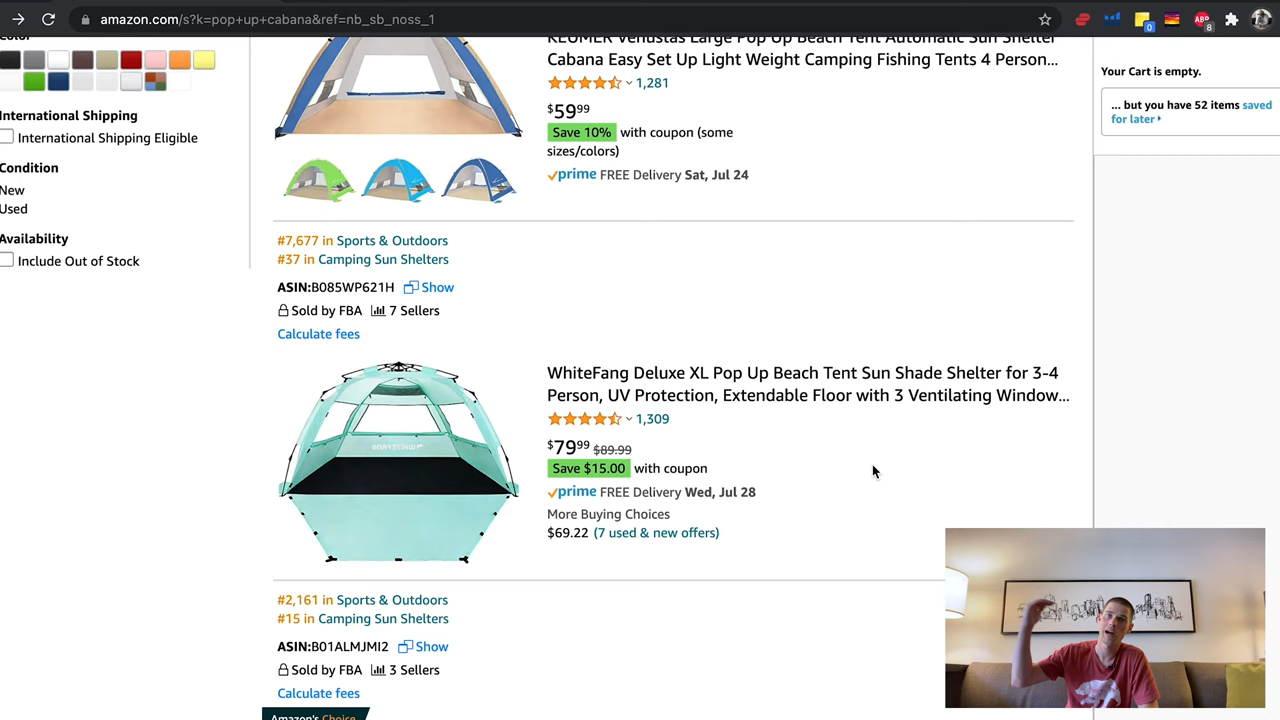 amazon.com/s?k=pop+up+cabana&ref=nb_sb_noss_1
0
ABP
8
Color
International Shipping
International Shipping Eligible
Condition
New
Used
Availability
Include Out of Stock
KEUMER Venustas Large Pop Up Beach Tent Automatic Sun Shelter
Cabana Easy Set Up Light Weight Camping Fishing Tents 4 Person...
1,281
$59.99
Save 10% with coupon (some
sizes/colors)
prime FREE Delivery Sat, Jul 24
#7,677 in Sports & Outdoors
#37 in Camping Sun Shelters
ASIN:B085WP621H Show
Sold by FBA 7 Sellers
Calculate fees
WHITEFANG
WhiteFang Deluxe XL Pop Up Beach Tent Sun Shade Shelter for 3-4
Person, UV Protection, Extendable Floor with 3 Ventilating Window...
1,309
$79.99 $89.99
Save $15.00 with coupon
prime FREE Delivery Wed, Jul 28
More Buying Choices
$69.22 (7 used & new offers)
#2,161 in Sports & Outdoors
#15 in Camping Sun Shelters
ASIN:B01ALMJMI2 Show
Sold by FBA 3 Sellers
Calculate fees
Amazon's Choice
Your Cart is empty.
... but you have 52 items saved
for later